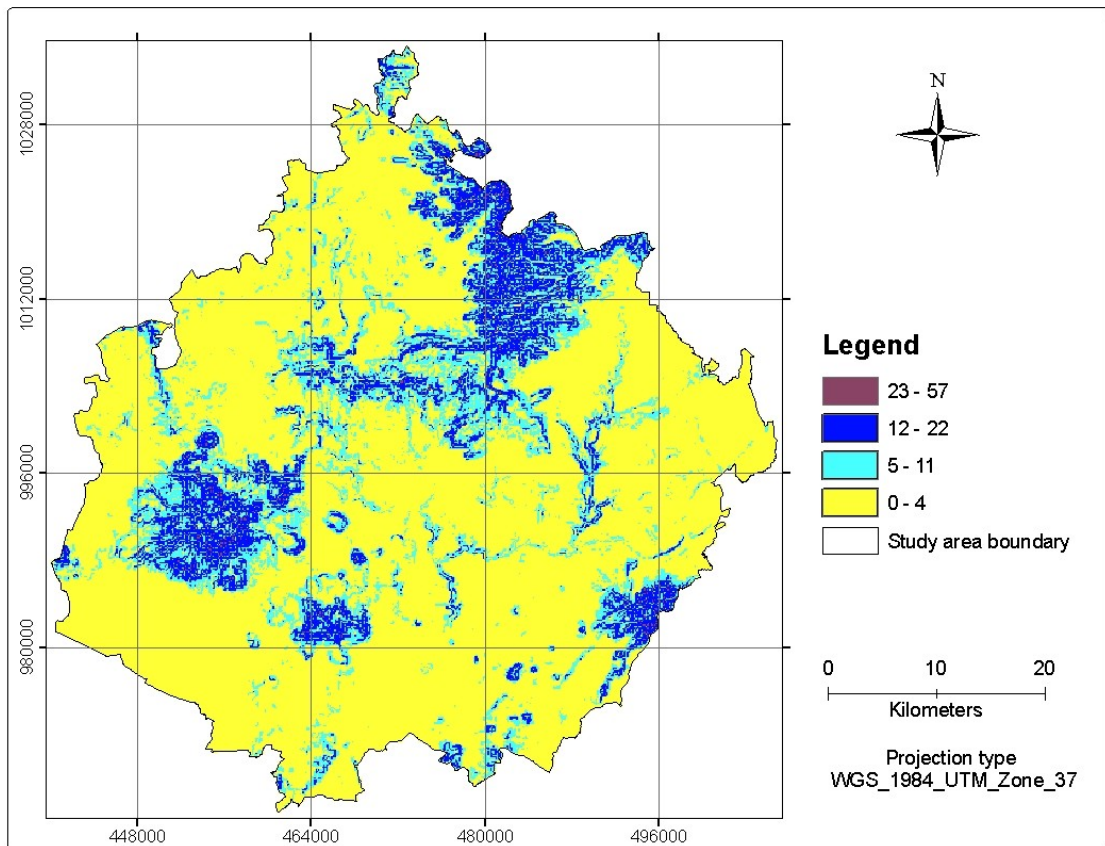 N
1028000
1012000
996000
980000
448000
464000
480000
496000
Legend
23 - 57
12 - 22
5 - 11
0 - 4
Study area boundary
0 10 20
Kilometers
Projection type
WGS_1984_UTM_Zone_37